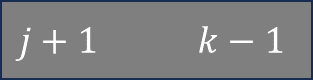 j + 1 k − 1